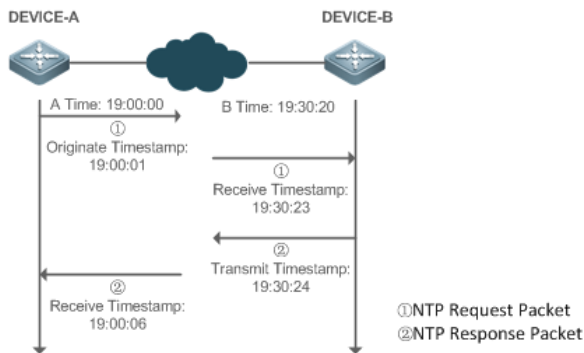 DEVICE-A
DEVICE-B
A Time: 19:00:00
B Time: 19:30:20
①
Originate Timestamp:
19:00:01
①
Receive Timestamp:
19:30:23
②
Transmit Timestamp:
19:30:24
②
Receive Timestamp:
19:00:06
①NTP Request Packet
②NTP Response Packet